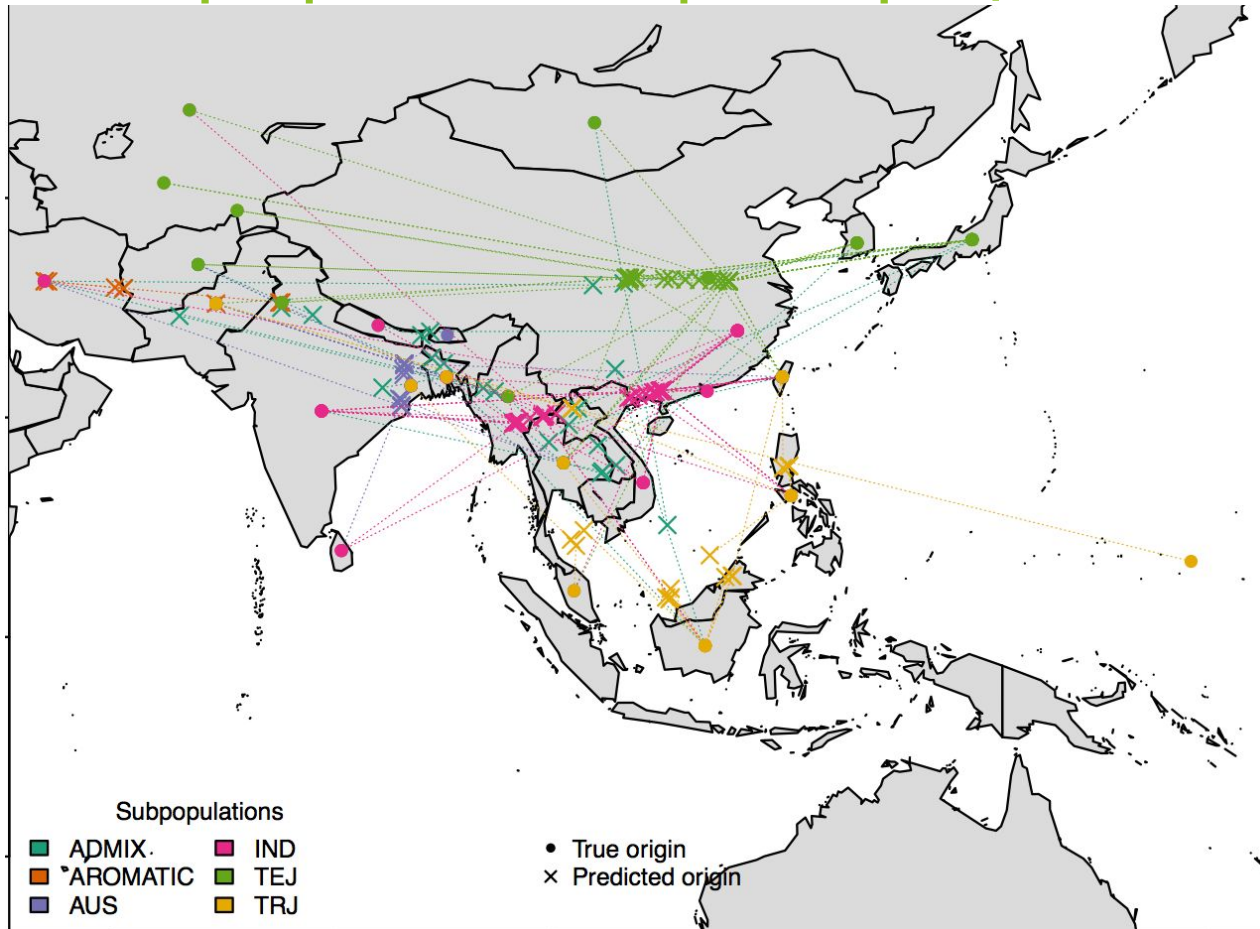 Subpopulations
ADMIX
AROMATIC
AUS
IND
TEJ
TRJ
True origin
Predicted origin